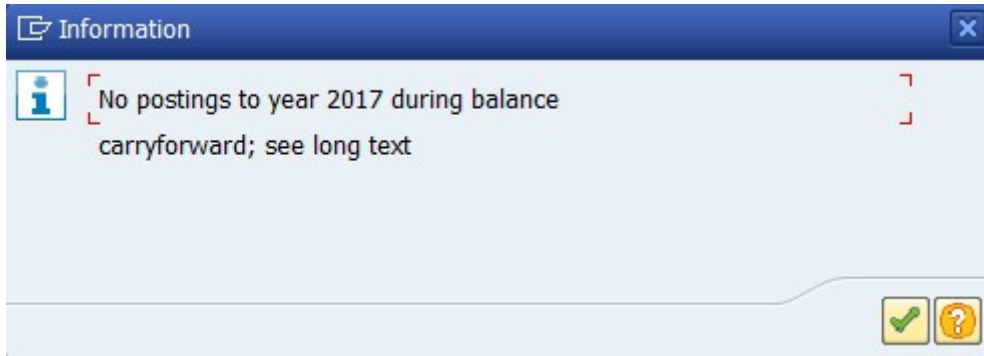 Information
No postings to year 2017 during balance
carryforward; see long text